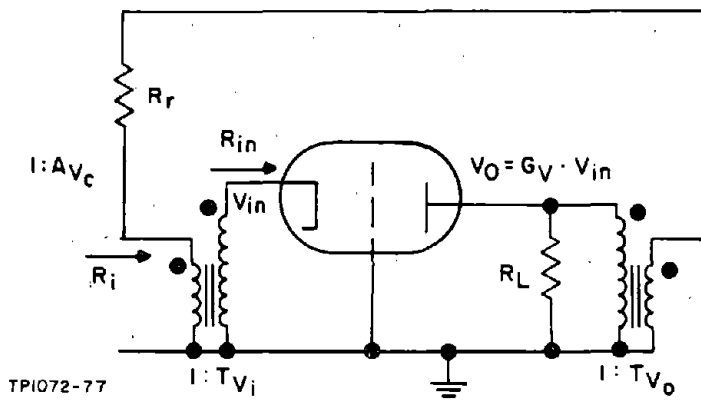 Rr
Rin
1:AVc
Vin
VO = GV · Vin
Ri
RL
1:TVi
1:TVo
TP1072-77